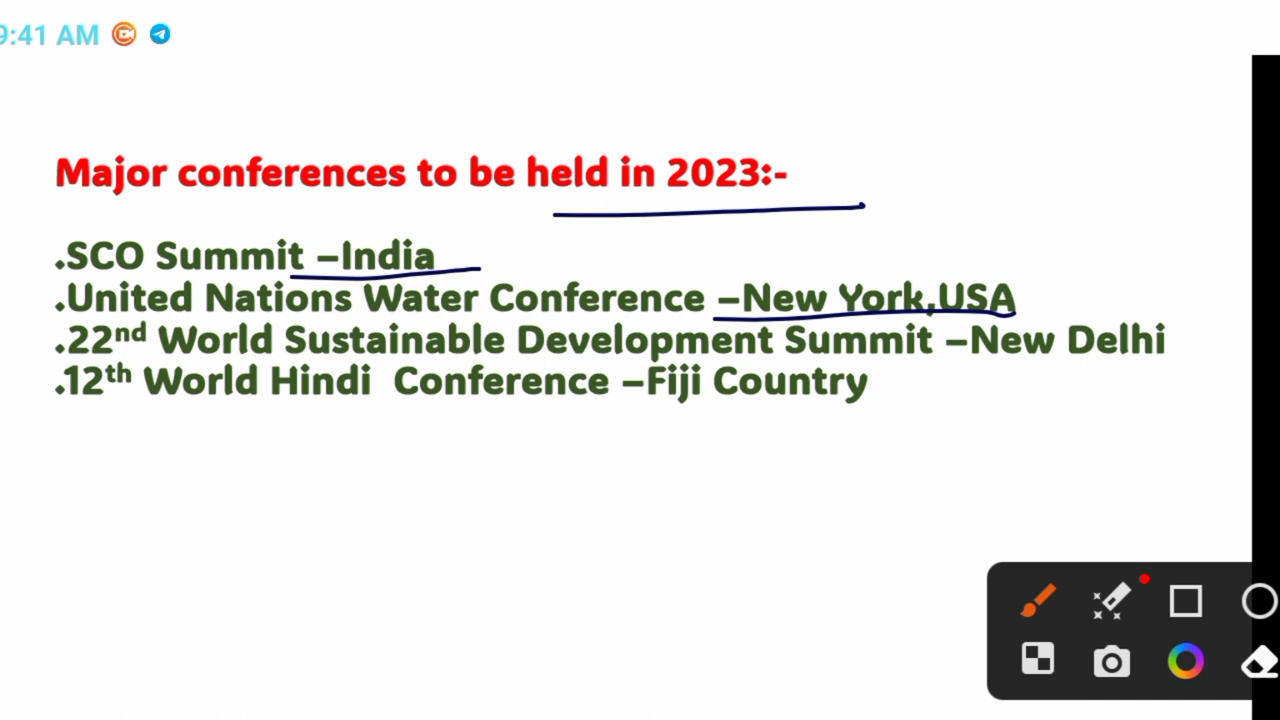 9:41 AM
Major conferences to be held in 2023:-
.SCO Summit –India
.United Nations Water Conference –New York,USA
.22nd World Sustainable Development Summit –New Delhi
.12th World Hindi Conference –Fiji Country